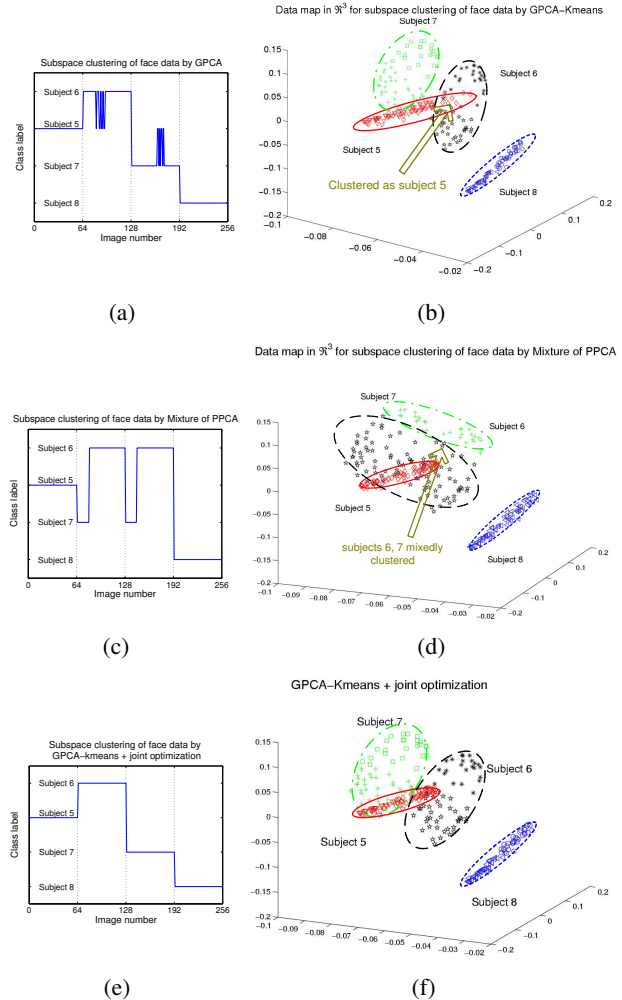 Subspace clustering of face data by GPCA
Class label
Subject 6
Subject 5
Subject 7
Subject 8
0 64 128 192 256
Image number
(a)
Data map in ℜ³ for subspace clustering of face data by GPCA−Kmeans
Subject 7
Subject 6
Subject 5
Subject 8
Clustered as subject 5
0.15
0.1
0.05
0
−0.05
−0.1
−0.15
−0.2
−0.1
−0.08
−0.06
−0.04
−0.02
−0.2
−0.1
0
0.1
0.2
(b)
Subspace clustering of face data by Mixture of PPCA
Class label
Subject 6
Subject 5
Subject 7
Subject 8
0 64 128 192 256
Image number
(c)
Data map in ℜ³ for subspace clustering of face data by Mixture of PPCA
Subject 7
Subject 6
Subject 5
Subject 8
subjects 6, 7 mixedly
clustered
0.15
0.1
0.05
0
−0.05
−0.1
−0.15
−0.2
−0.1
−0.09
−0.08
−0.07
−0.06
−0.05
−0.04
−0.03
−0.02
−0.2
−0.1
0
0.1
0.2
(d)
Subspace clustering of face data by
GPCA−kmeans + joint optimization
Class label
Subject 6
Subject 5
Subject 7
Subject 8
0 64 128 192 256
Image number
(e)
GPCA−Kmeans + joint optimization
Subject 7
Subject 6
Subject 5
Subject 8
0.15
0.1
0.05
0
−0.05
−0.1
−0.15
−0.2
−0.1
−0.09
−0.08
−0.07
−0.06
−0.05
−0.04
−0.03
−0.02
−0.2
−0.1
0
0.1
0.2
(f)